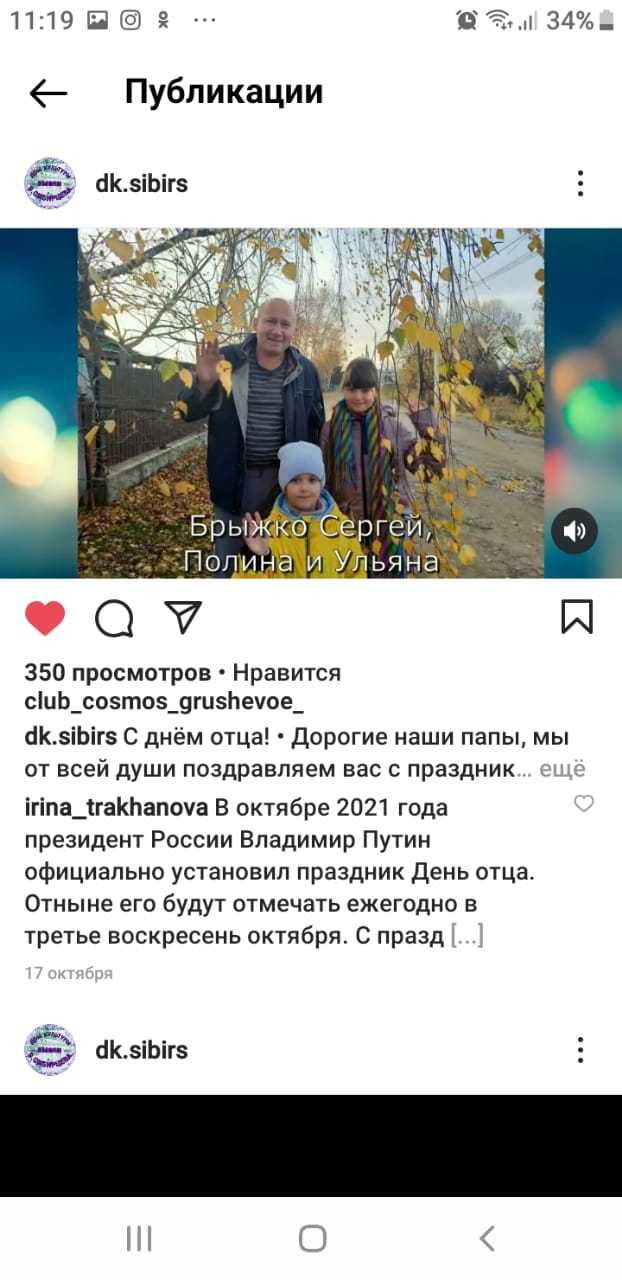 11:19
34%
Публикации
dk.sibirs
Брыжко Сергей,
Полина и Ульяна
350 просмотров • Нравится
club_cosmos_grushevoe_
dk.sibirs С днём отца! • Дорогие наши папы, мы
от всей души поздравляем вас с праздник... ещё
irina_trakhanova В октябре 2021 года
президент России Владимир Путин
официально установил праздник День отца.
Отныне его будут отмечать ежегодно в
третье воскресень октября. С празд [...]
17 октября
dk.sibirs